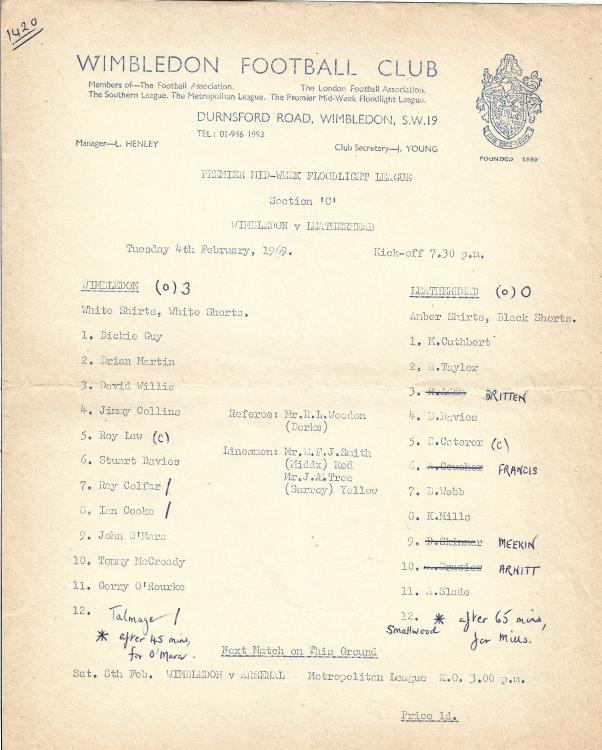 1420
WIMBLEDON FOOTBALL CLUB
Members of—The Football Association. The London Football Association.
The Southern League. The Metropolitan League. The Premier Mid-Week Floodlight League.
DURNSFORD ROAD, WIMBLEDON, S.W.19
TEL: 01-946 1993
Manager—L. HENLEY Club Secretary—J. YOUNG
FOUNDED 1889
PREMIER MID-WEEK FLOODLIGHT LEAGUE
Section 'C'
WIMBLEDON v LEATHERHEAD
Tuesday 4th February, 1969. Kick-off 7.30 p.m.
WIMBLEDON (0) 3 LEATHERHEAD (0) 0
White Shirts, White Shorts. Amber Shirts, Black Shorts.
1. Dickie Guy 1. M.Cuthbert
2. Brian Martin 2. Taylor
3. David Willis 3. BRITTEN
4. Jimmy Collins Referee: Mr.R.L.Weedon 4. Davies
(Berks)
5. Roy Law (C) 5. Caterer (C)
Linesmen: Mr. F.J.Smith
6. Stuart Davies (Middx) Red 6. A.Goucher FRANCIS
Mr.J.A.Tree
7. Ray Colfar / (Surrey) Yellow 7. D.Webb
8. Ian Cooke / 8. K.Mills
9. John O'Mara 9. D.Skinner MEEKIN
10. Tommy McCready 10. Brazier ARNITT
11. Gerry O'Rourke 11. A.Slade
12. Talmage / 12. * after 65 mins,
Smallwood for Mills.
* after 45 mins,
for O'Mara.
Next Match on This Ground
Sat. 8th Feb. WIMBLEDON v ARSENAL Metropolitan League K.O. 3.00 p.m.
Price 1d.